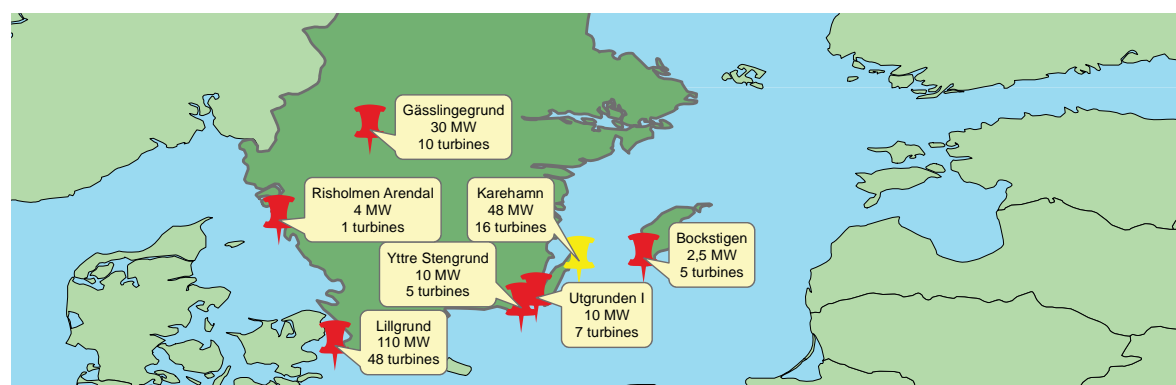 Gässlingegrund
30 MW
10 turbines
Risholmen Arendal
4 MW
1 turbines
Karehamn
48 MW
16 turbines
Bockstigen
2,5 MW
5 turbines
Yttre Stengrund
10 MW
5 turbines
Utgrunden I
10 MW
7 turbines
Lillgrund
110 MW
48 turbines